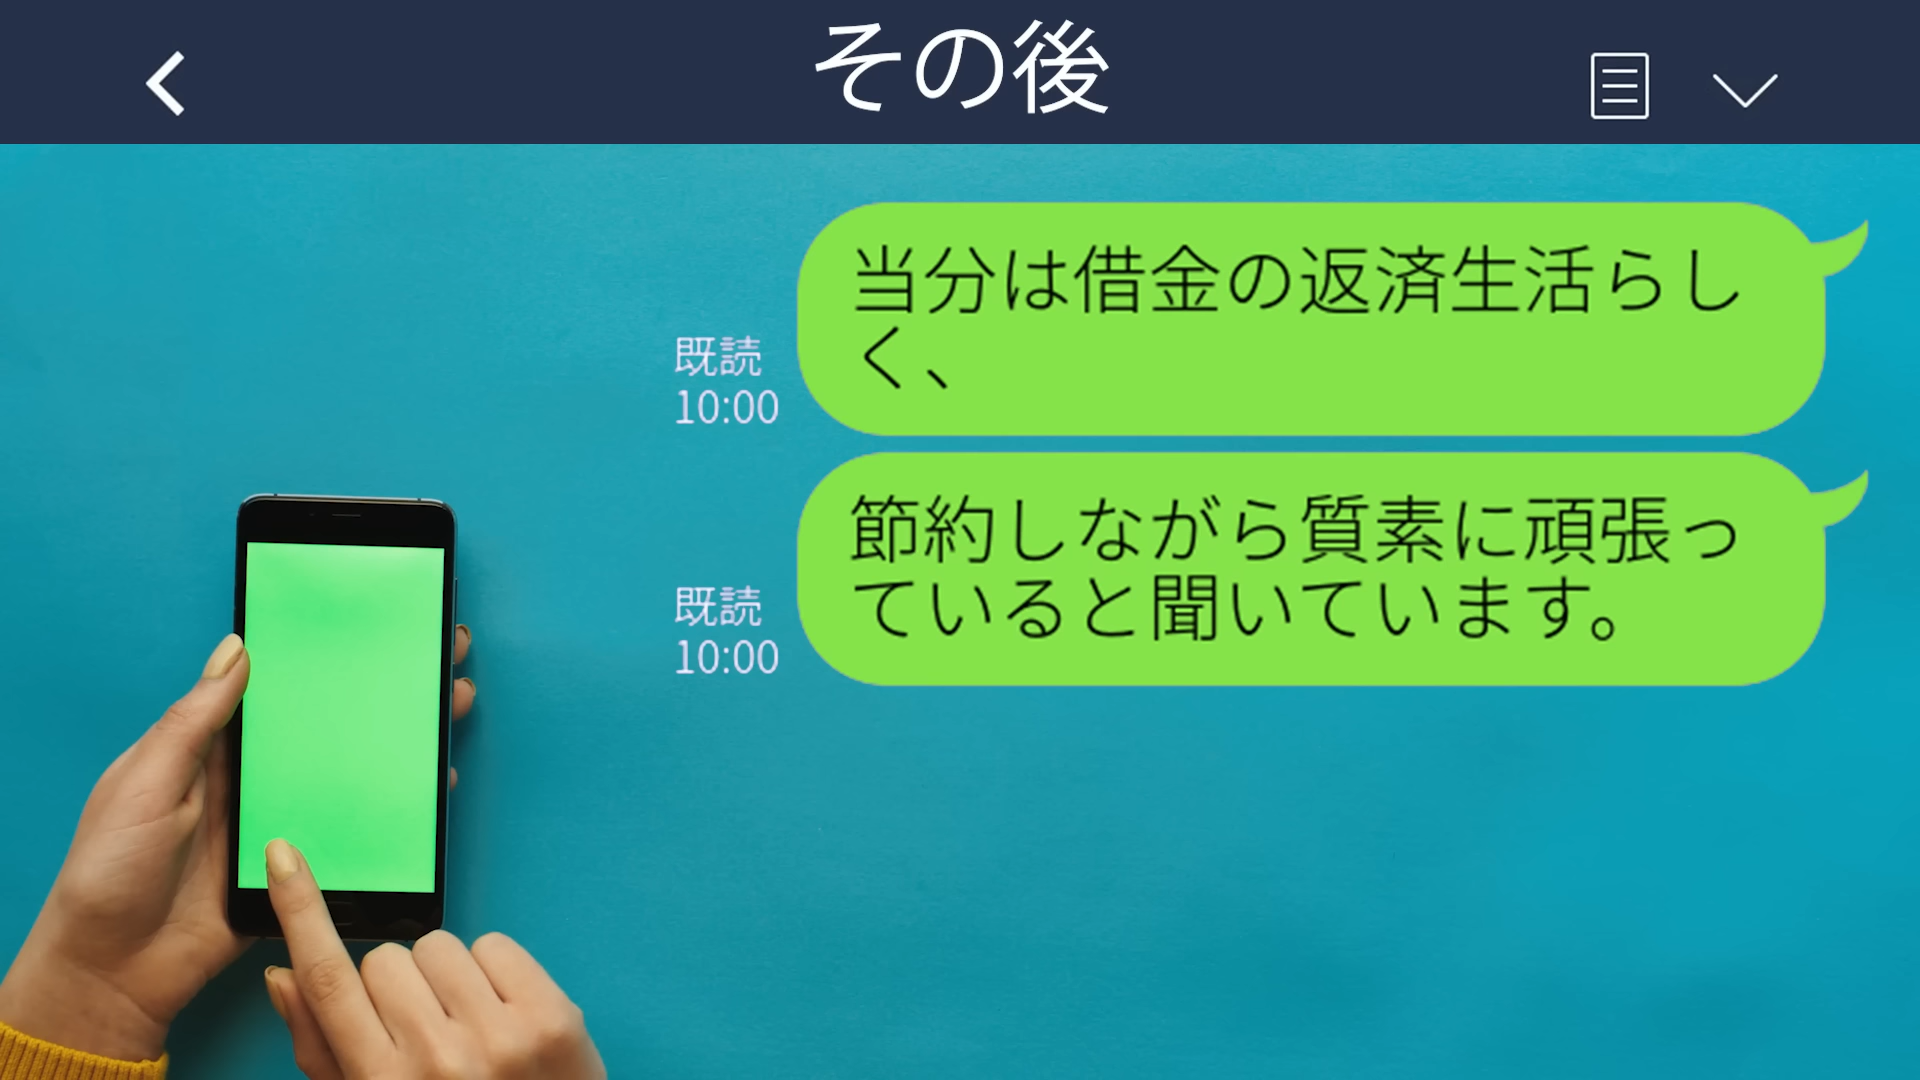 その後
当分は借金の返済生活らし
く、
既読
10:00
節約しながら質素に頑張っ
ていると聞いています。
既読
10:00